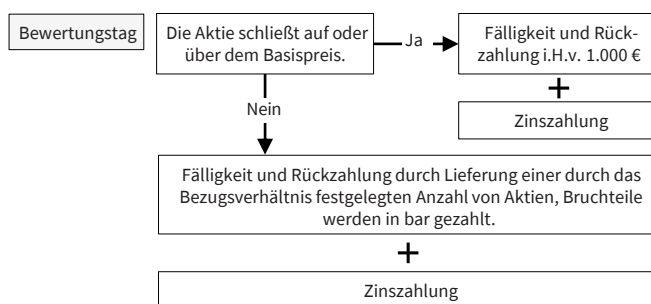 Bewertungstag
Die Aktie schließt auf oder
über dem Basispreis.
Ja
Fälligkeit und Rück-
zahlung i.H.v. 1.000 €
+
Zinszahlung
Nein
Fälligkeit und Rückzahlung durch Lieferung einer durch das
Bezugsverhältnis festgelegten Anzahl von Aktien, Bruchteile
werden in bar gezahlt.
+
Zinszahlung